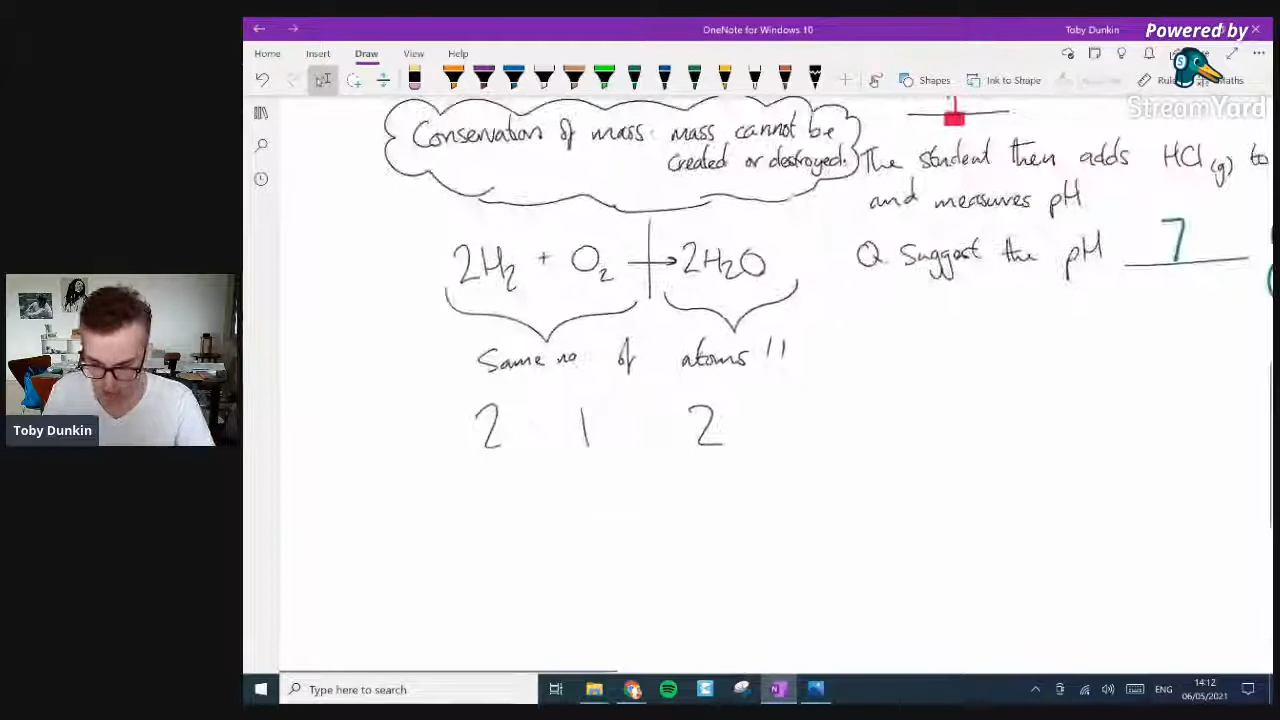 OneNote for Windows 10
Toby Dunkin
Powered by
StreamYard
Home Insert Draw View Help
Shapes
Ink to Shape
Maths
Conservation of mass: mass cannot be
created or destroyed.
2H₂ + O₂ → 2H₂O
Same no of atoms !!
2 1 2
The student then adds HCl (g) to
and measures pH
Q Suggest the pH 7
Toby Dunkin
Type here to search
ENG
14:12
06/05/2021